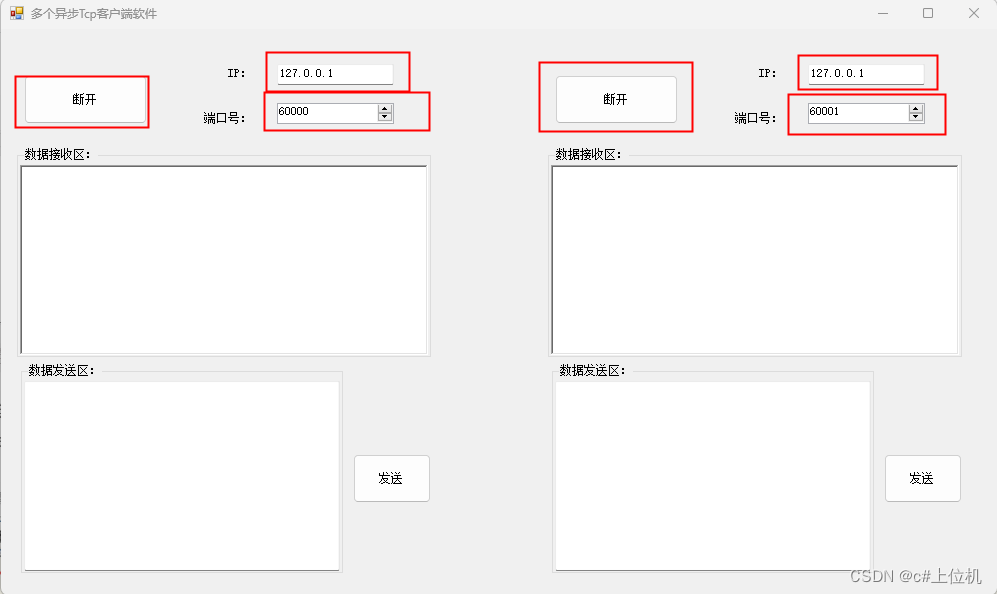 多个异步Tcp客户端软件
断开
IP:
127.0.0.1
端口号:
60000
数据接收区:
数据发送区:
发送
断开
IP:
127.0.0.1
端口号:
60001
数据接收区:
数据发送区:
发送
CSDN @c#上位机